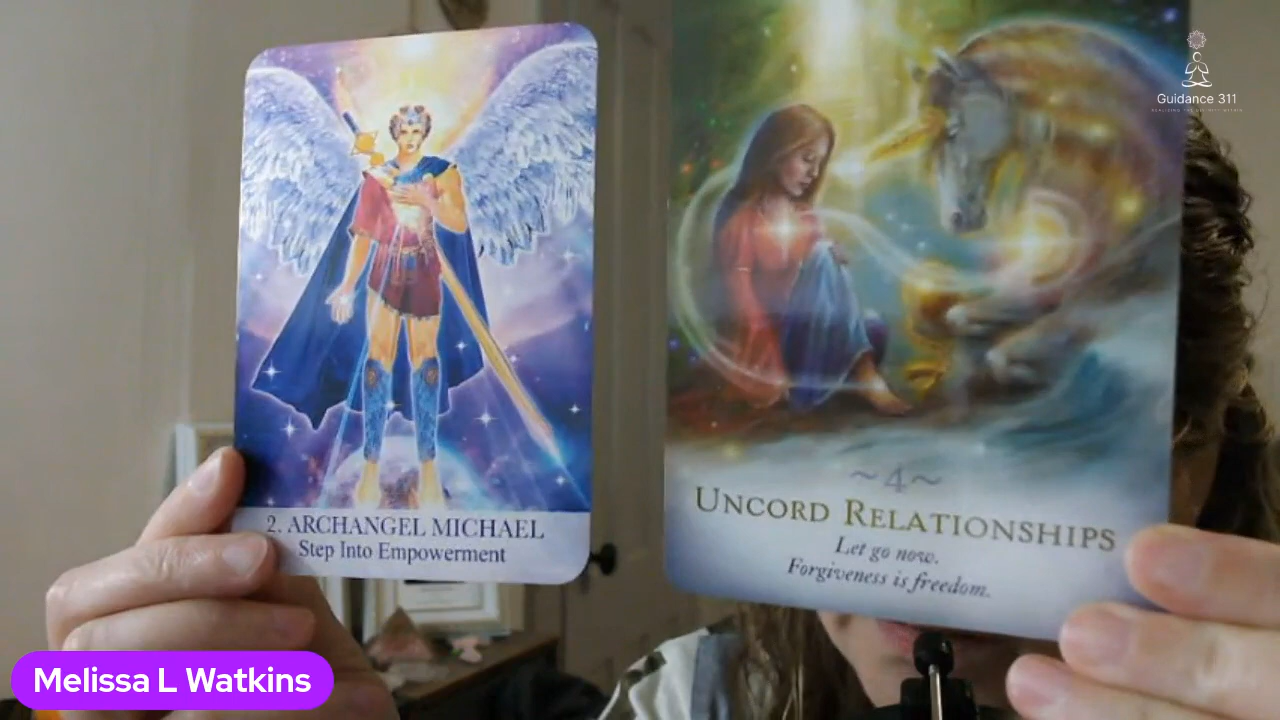 2. ARCHANGEL MICHAEL
Step Into Empowerment
~4~
UNCORD RELATIONSHIPS
Let go now.
Forgiveness is freedom.
Guidance 311
Melissa L Watkins